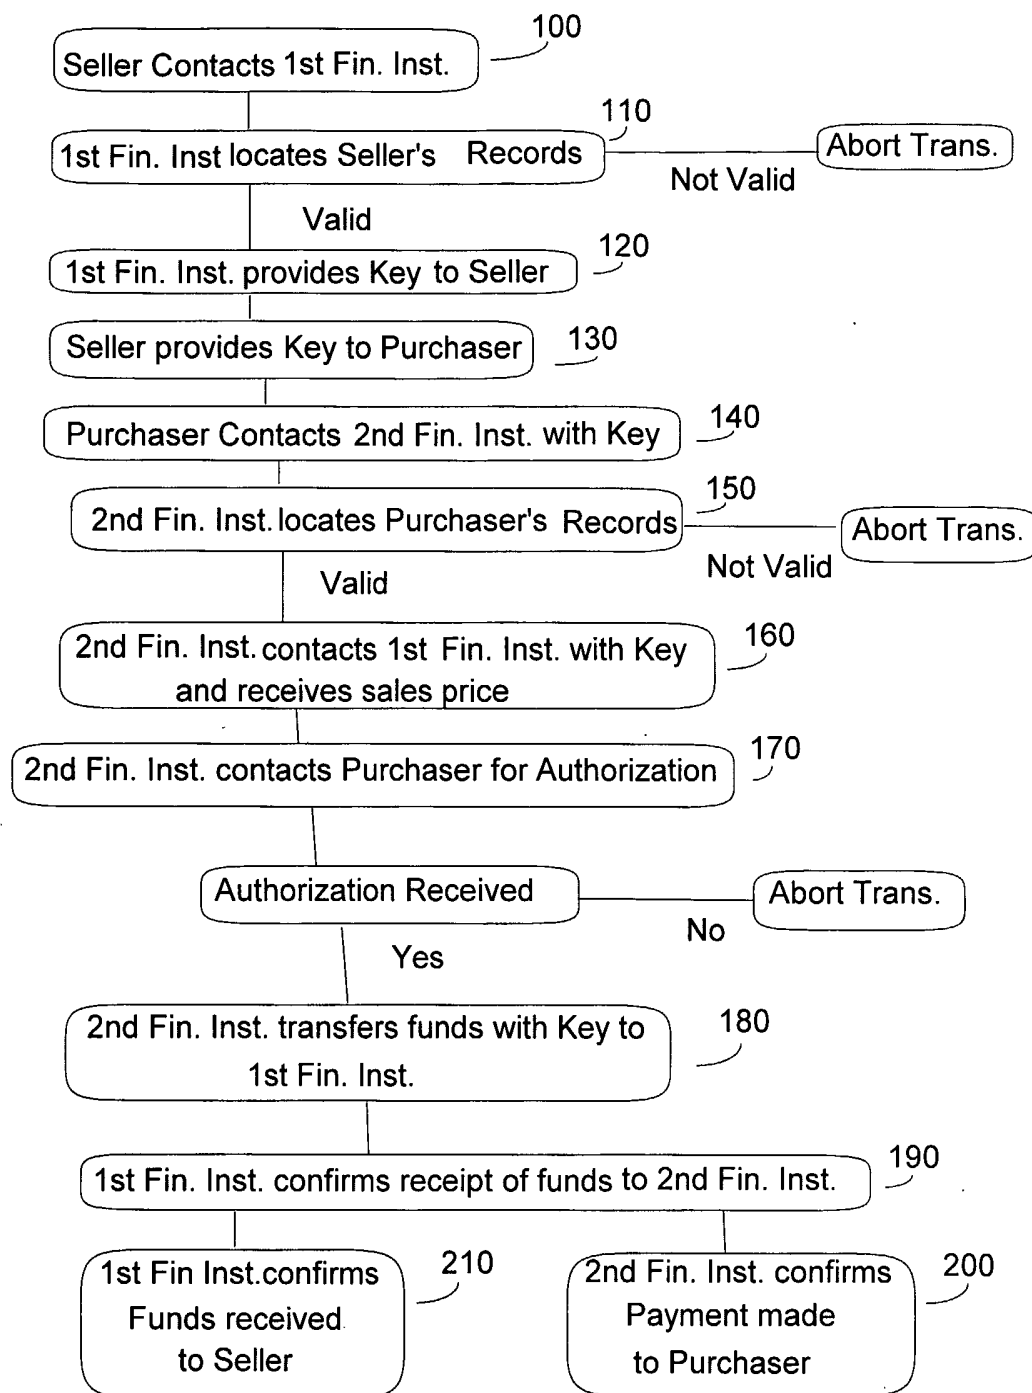 100
Seller Contacts 1st Fin. Inst.
110
1st Fin. Inst locates Seller's Records
Abort Trans.
Not Valid
Valid
120
1st Fin. Inst. provides Key to Seller
130
Seller provides Key to Purchaser
140
Purchaser Contacts 2nd Fin. Inst. with Key
150
2nd Fin. Inst. locates Purchaser's Records
Abort Trans.
Not Valid
Valid
160
2nd Fin. Inst. contacts 1st Fin. Inst. with Key
and receives sales price
170
2nd Fin. Inst. contacts Purchaser for Authorization
Authorization Received
Abort Trans.
No
Yes
180
2nd Fin. Inst. transfers funds with Key to
1st Fin. Inst.
190
1st Fin. Inst. confirms receipt of funds to 2nd Fin. Inst.
210
1st Fin Inst.confirms
Funds received
to Seller
200
2nd Fin. Inst. confirms
Payment made
to Purchaser